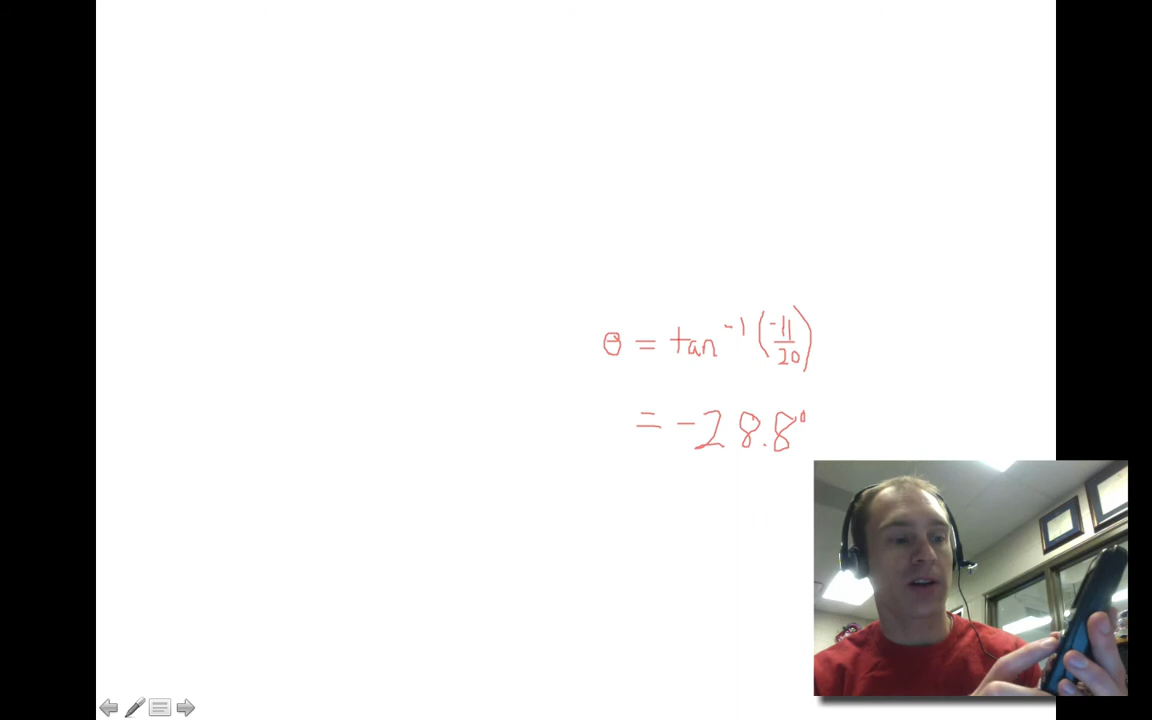 θ = tan⁻¹(-11/20)
= -28.8°